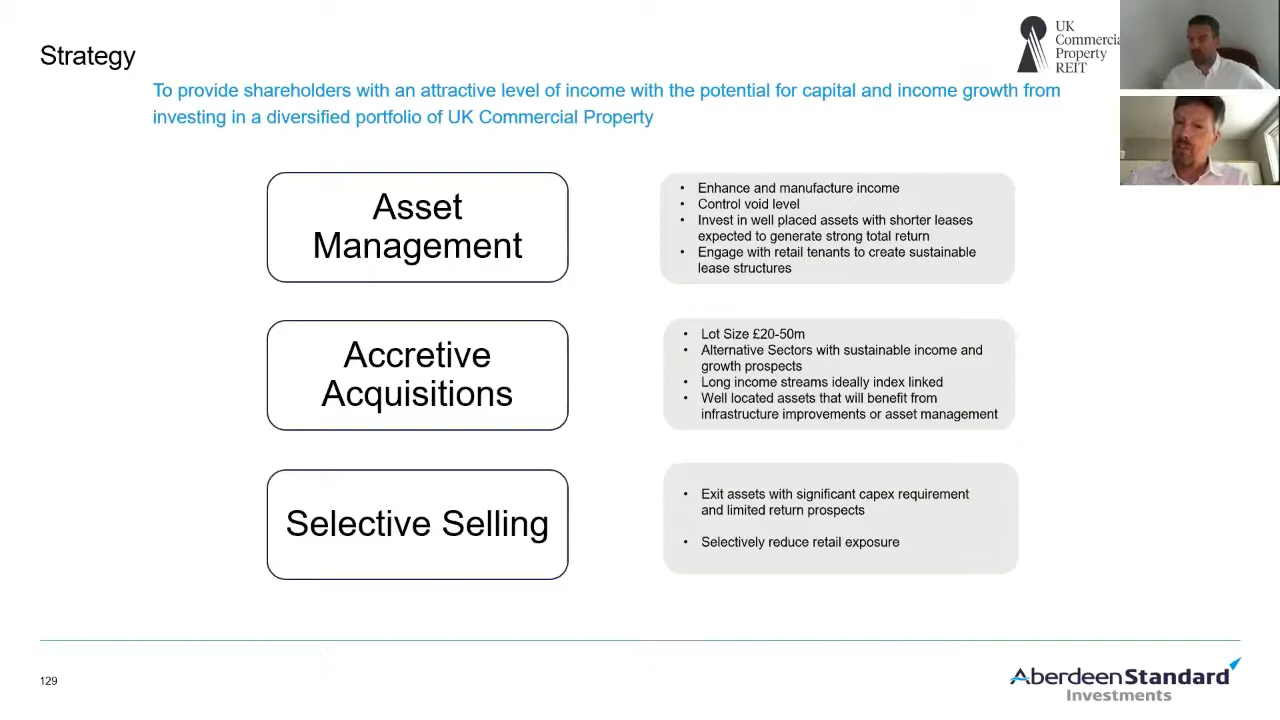 Strategy
UK
Commercia
Property
REIT
To provide shareholders with an attractive level of income with the potential for capital and income growth from
investing in a diversified portfolio of UK Commercial Property
Asset
Management
• Enhance and manufacture income
• Control void level
• Invest in well placed assets with shorter leases
expected to generate strong total return
• Engage with retail tenants to create sustainable
lease structures
Accretive
Acquisitions
• Lot Size £20-50m
• Alternative Sectors with sustainable income and
growth prospects
• Long income streams ideally index linked
• Well located assets that will benefit from
infrastructure improvements or asset management
Selective Selling
• Exit assets with significant capex requirement
and limited return prospects
• Selectively reduce retail exposure
129
AberdeenStandard
Investments